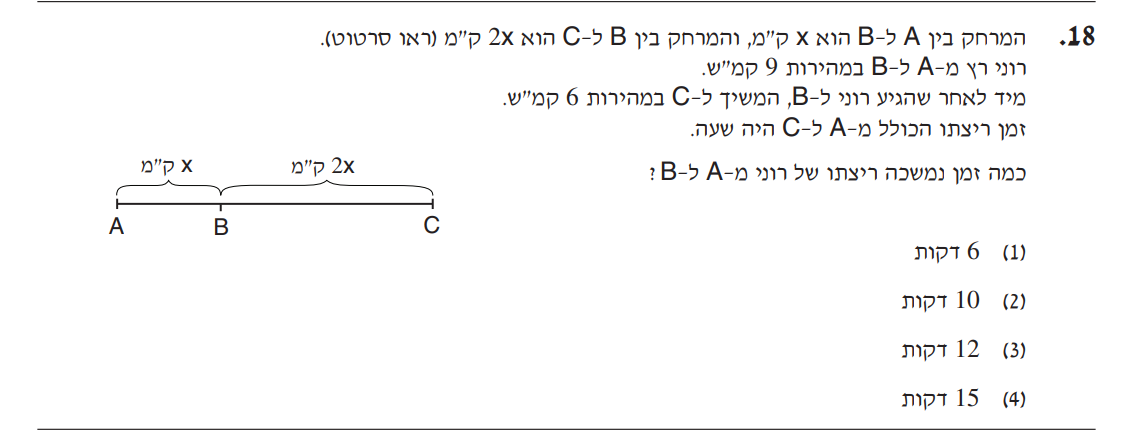 18. המרחק בין A ל-B הוא x ק"מ, והמרחק בין B ל-C הוא 2x ק"מ (ראו סרטוט).
רוני רץ מ-A ל-B במהירות 9 קמ"ש.
מיד לאחר שהגיע רוני ל-B, המשיך ל-C במהירות 6 קמ"ש.
זמן ריצתו הכולל מ-A ל-C היה שעה.
כמה זמן נמשכה ריצתו של רוני מ-A ל-B?
x ק"מ 2x ק"מ
A B C
(1) 6 דקות
(2) 10 דקות
(3) 12 דקות
(4) 15 דקות